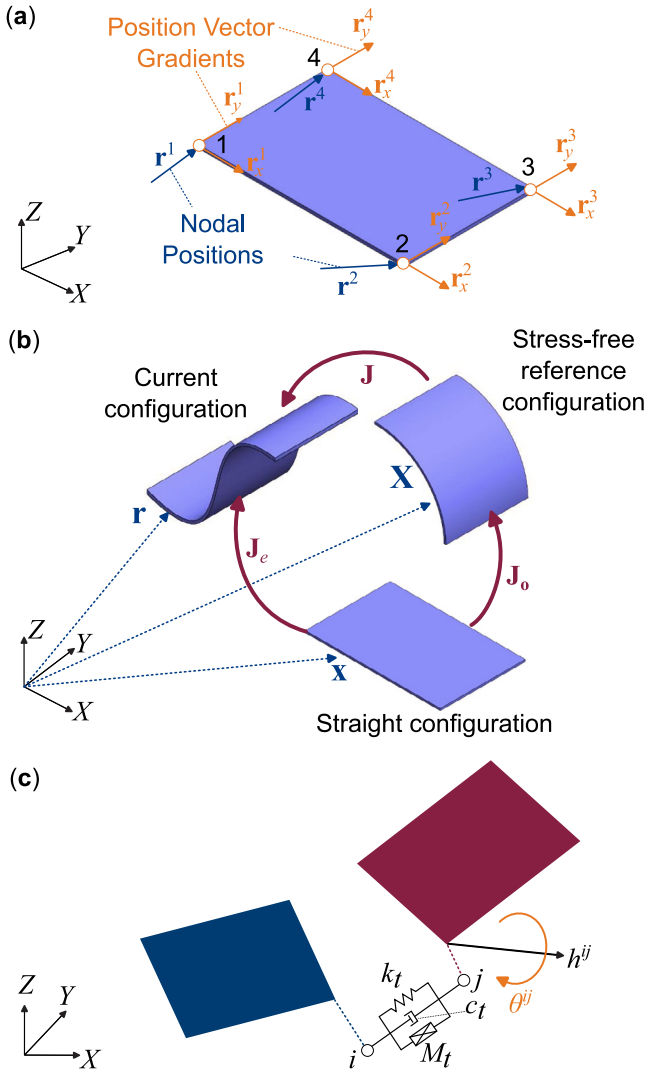 (a)
Position Vector
Gradients
4
r_y^4
r_x^4
r^4
r_y^1
1
r^1
r_x^1
r_y^3
3
r^3
r_x^3
r_y^2
2
r^2
r_x^2
Nodal
Positions
Z
Y
X
(b)
Stress-free
reference
configuration
Current
configuration
J
X
r
J_e
J_o
Z
Y
X
x
Straight configuration
(c)
h^{ij}
θ^{ij}
j
k_t
c_t
M_t
i
Z
Y
X